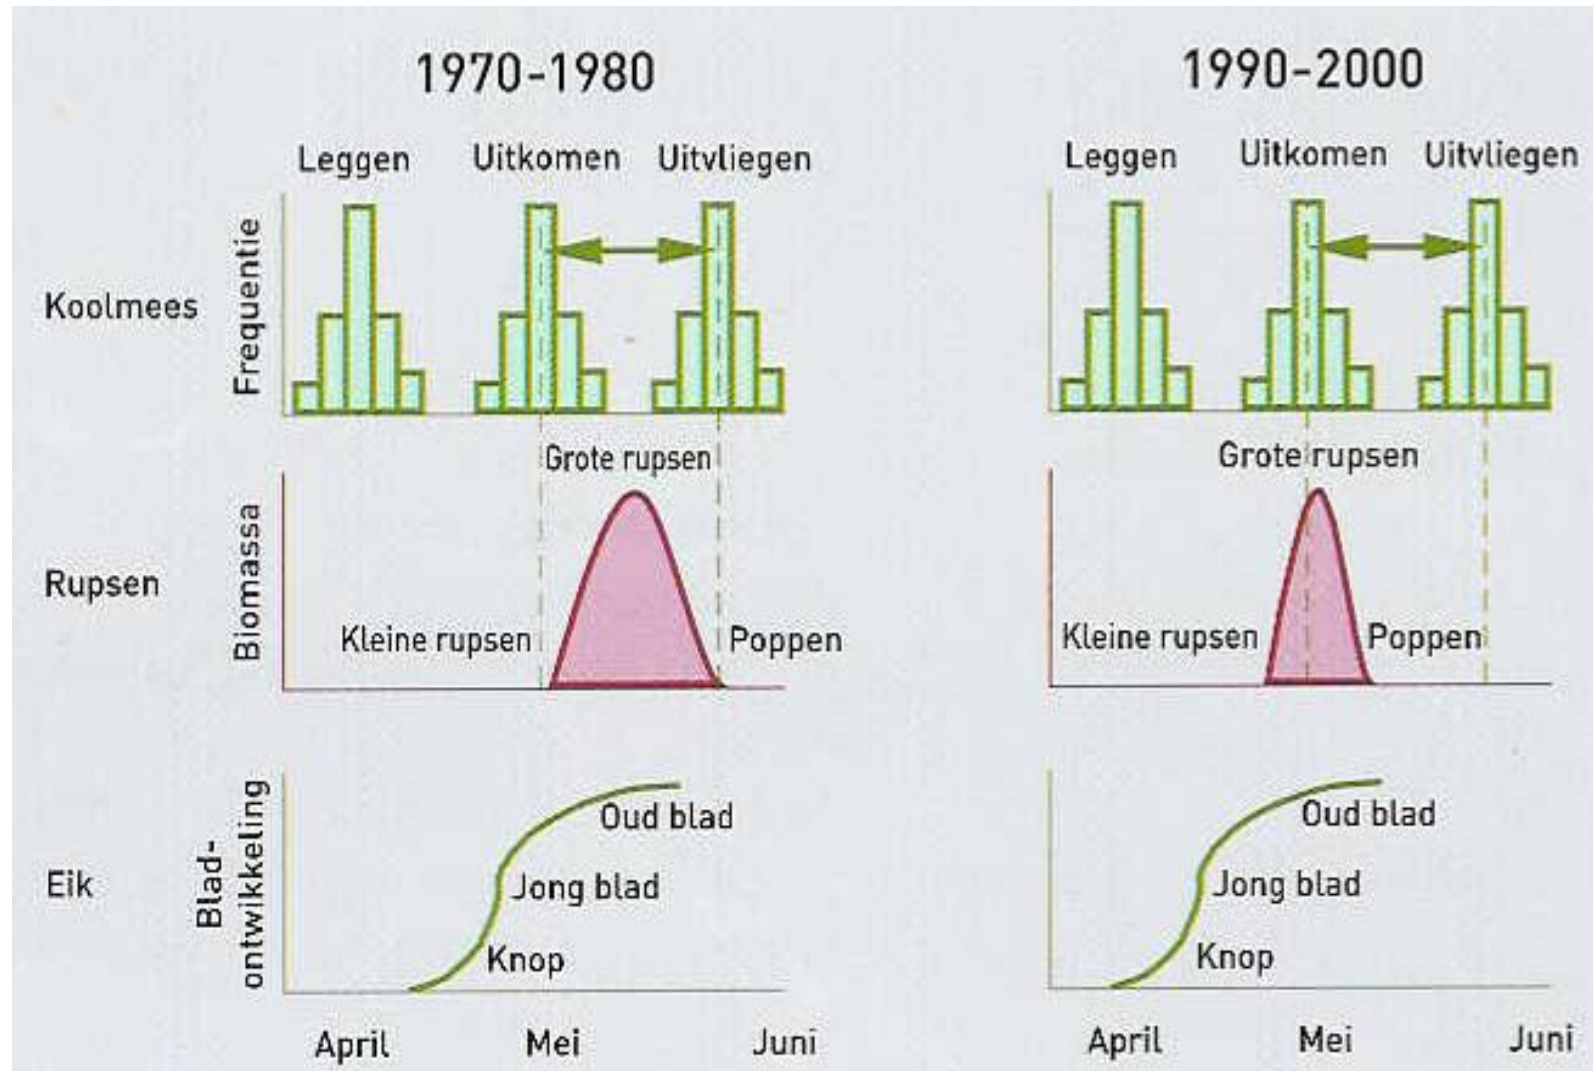 1970-1980
1990-2000
Leggen Uitkomen Uitvliegen
Leggen Uitkomen Uitvliegen
Koolmees
Frequentie
Grote rupsen
Grote rupsen
Rupsen
Biomassa
Kleine rupsen
Poppen
Kleine rupsen
Poppen
Eik
Blad-
ontwikkeling
Oud blad
Jong blad
Knop
Oud blad
Jong blad
Knop
April Mei Juni
April Mei Juni